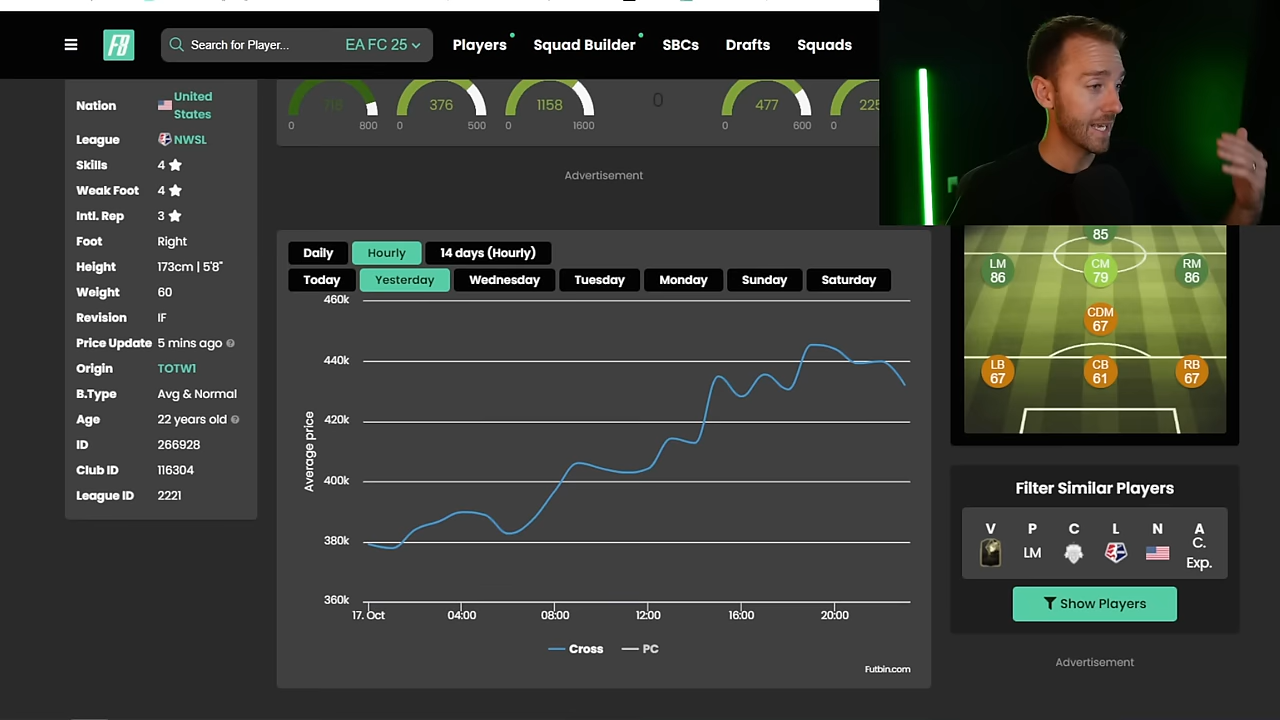 F8
Search for Player...
EA FC 25
Players
Squad Builder
SBCs
Drafts
Squads
Nation
United
States
League
NWSL
Skills
4
Weak Foot
4
Intl. Rep
3
Foot
Right
Height
173cm | 5'8"
Weight
60
Revision
IF
Price Update
5 mins ago
Origin
TOTW1
B.Type
Avg & Normal
Age
22 years old
ID
266928
Club ID
116304
League ID
2221
376
1158
0
477
225
0
800
0
500
0
1600
0
600
0
Advertisement
Daily
Hourly
14 days (Hourly)
Today
Yesterday
Wednesday
Tuesday
Monday
Sunday
Saturday
Average price
460k
440k
420k
400k
380k
360k
17. Oct
04:00
08:00
12:00
16:00
20:00
Cross
PC
Futbin.com
85
LM
86
CM
79
RM
86
CDM
67
LB
67
CB
61
RB
67
Filter Similar Players
V
P
C
L
N
A
LM
C.
Exp.
Show Players
Advertisement